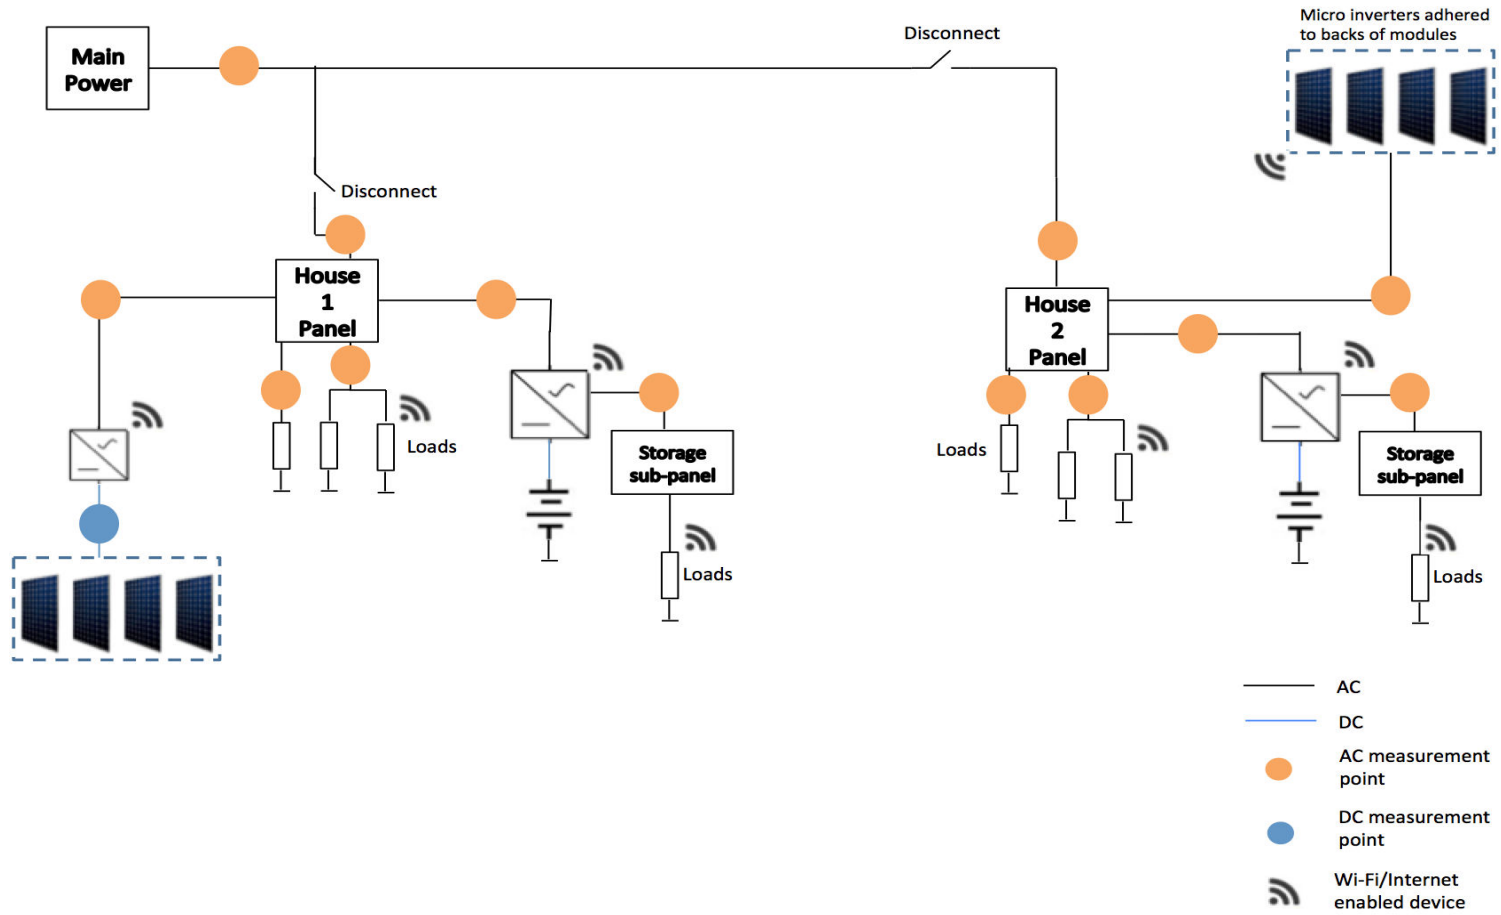 Micro inverters adhered
to backs of modules
Disconnect
Main
Power
Disconnect
House
1
Panel
House
2
Panel
Loads
Storage
sub-panel
Loads
Loads
Storage
sub-panel
Loads
AC
DC
AC measurement
point
DC measurement
point
Wi-Fi/Internet
enabled device